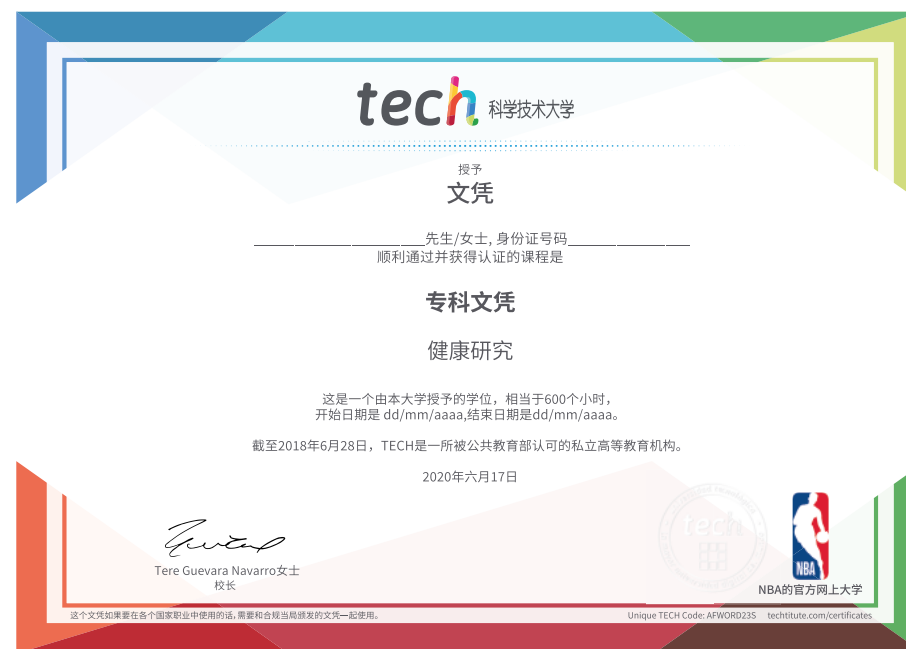 tech 科学技术大学
授予
文凭
先生/女士, 身份证号码
顺利通过并获得认证的课程是
专科文凭
健康研究
这是一个由本大学授予的学位，相当于600个小时，
开始日期是 dd/mm/aaaa,结束日期是dd/mm/aaaa。
截至2018年6月28日，TECH是一所被公共教育部认可的私立高等教育机构。
2020年六月17日
tech
NBA
Tere Guevara Navarro女士
校长
NBA的官方网上大学
这个文凭如果要在各个国家职业中使用的话,需要和合规当局颁发的文凭一起使用。
Unique TECH Code: AFWORD23S techtitute.com/certificates